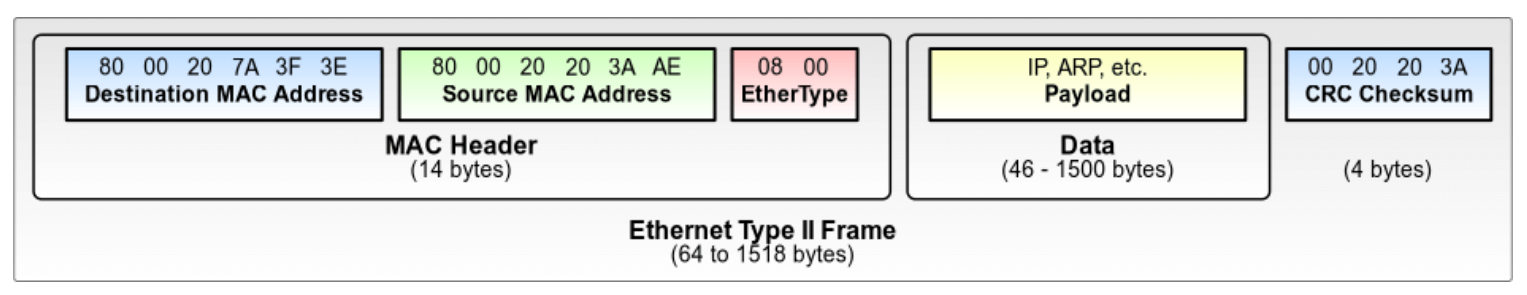 80 00 20 7A 3F 3E
Destination MAC Address
80 00 20 20 3A AE
Source MAC Address
08 00
EtherType
MAC Header
(14 bytes)
IP, ARP, etc.
Payload
Data
(46 - 1500 bytes)
00 20 20 3A
CRC Checksum
(4 bytes)
Ethernet Type II Frame
(64 to 1518 bytes)